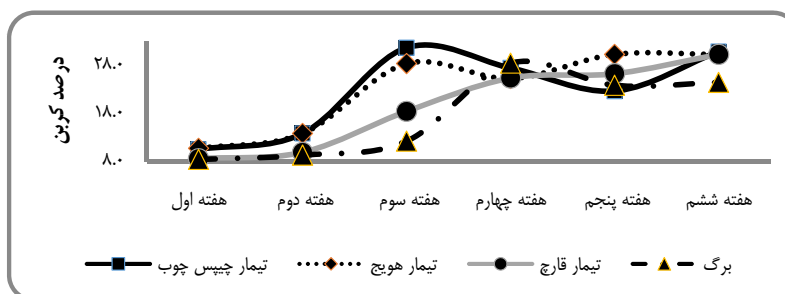 درصد کربن
۲۸.۰
۱۸.۰
۸.۰
هفته اول هفته دوم هفته سوم هفته چهارم هفته پنجم هفته ششم
تیمار چیپس چوب تیمار هویج تیمار قارچ برگ